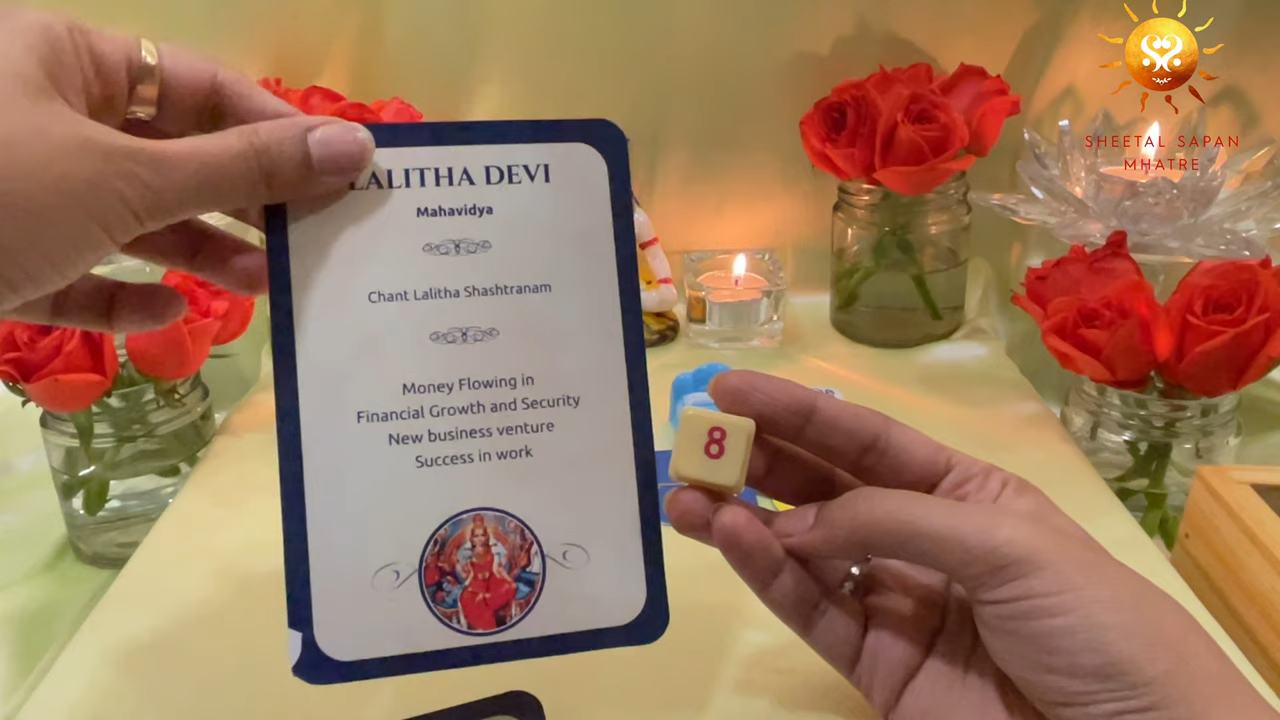 LALITHA DEVI
Mahavidya
Chant Lalitha Shashtranam
Money Flowing in
Financial Growth and Security
New business venture
Success in work
8
SHEETAL SAPAN
MHATRE